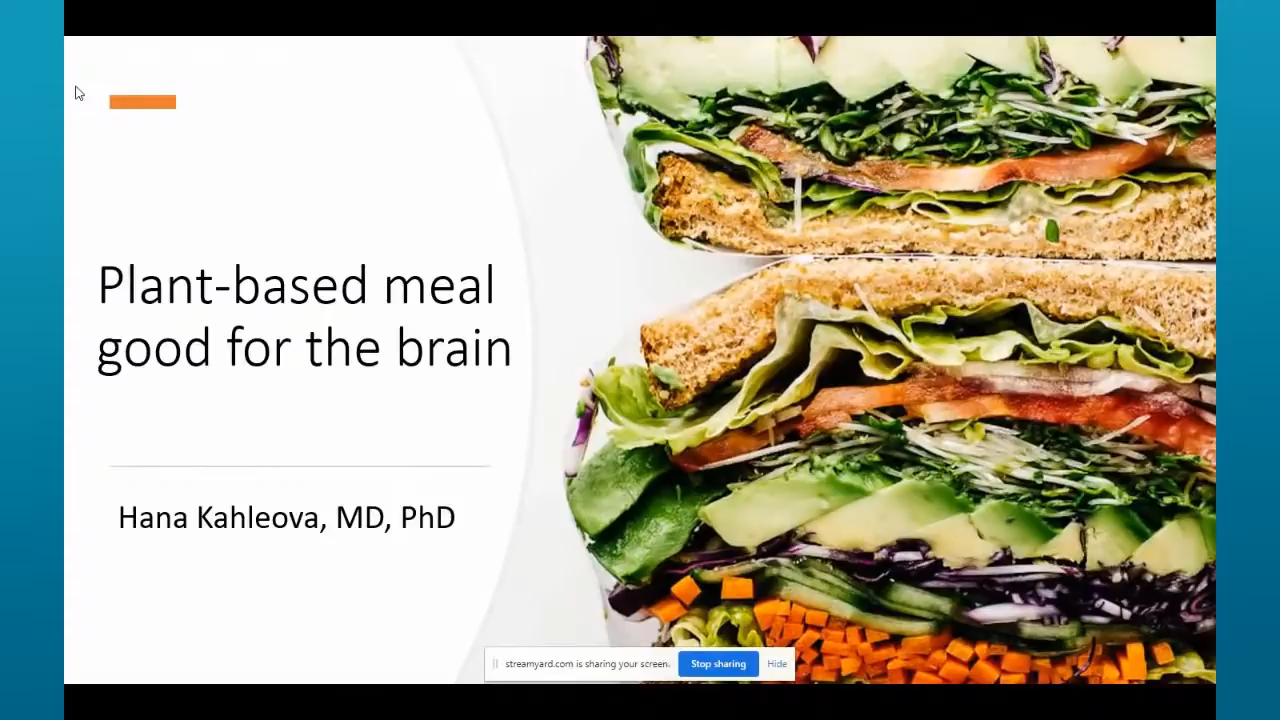 Plant-based meal
good for the brain
Hana Kahleova, MD, PhD
streamyard.com is sharing your screen.
Stop sharing
Hide